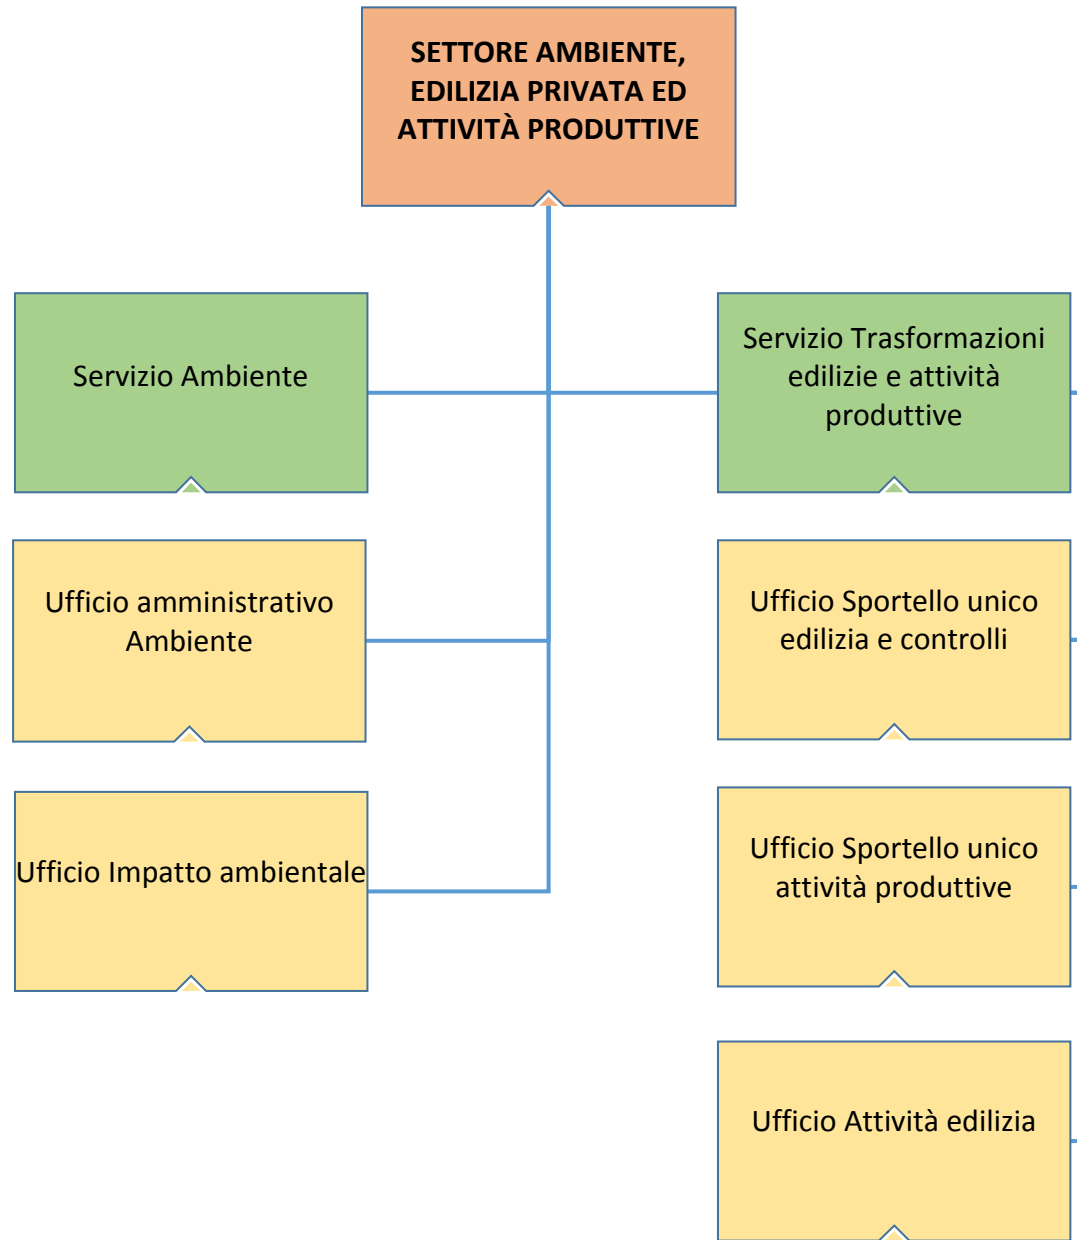 SETTORE AMBIENTE,
EDILIZIA PRIVATA ED
ATTIVITÀ PRODUTTIVE
Servizio Ambiente
Servizio Trasformazioni
edilizie e attività
produttive
Ufficio amministrativo
Ambiente
Ufficio Sportello unico
edilizia e controlli
Ufficio Impatto ambientale
Ufficio Sportello unico
attività produttive
Ufficio Attività edilizia